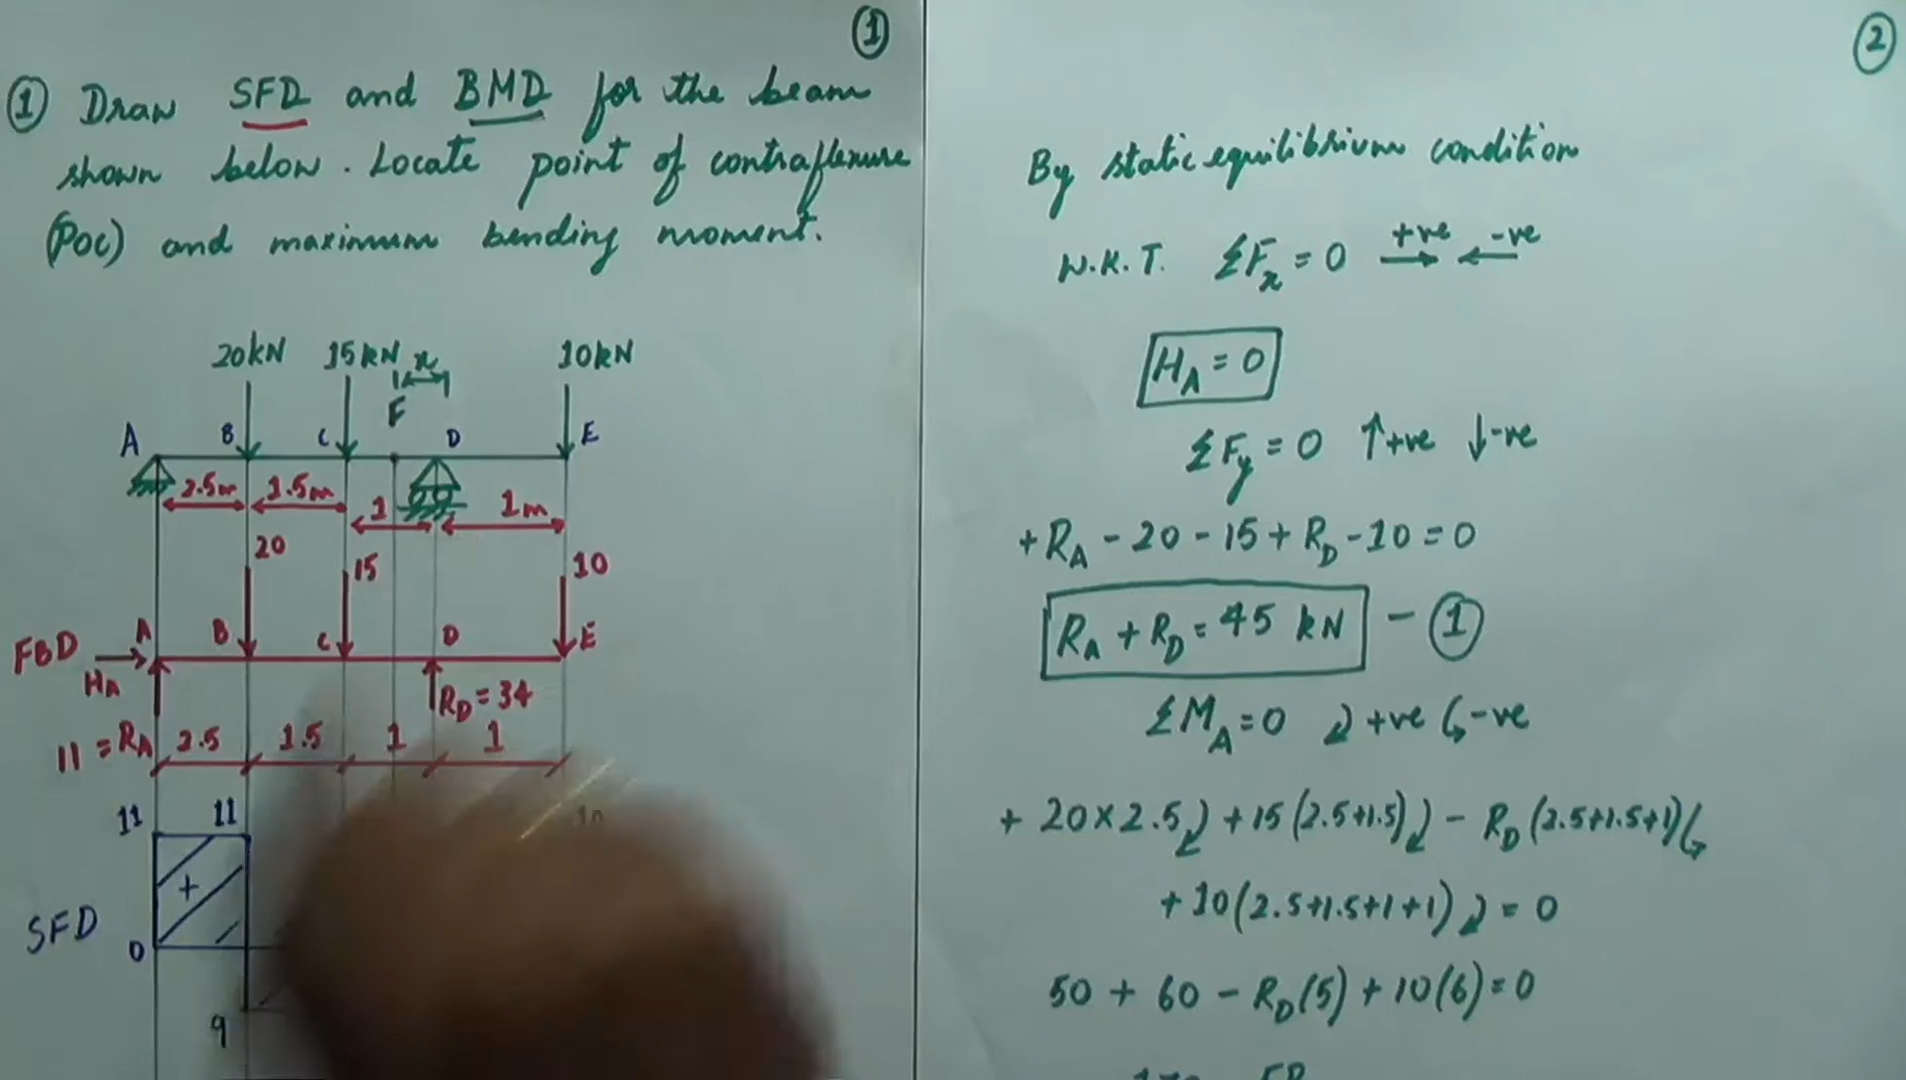 ①
① Draw SFD and BMD for the beam
shown below. Locate point of contraflexure
(POC) and maximum bending moment.
20kN 15kN x 10kN
F
A B C D E
2.5m 1.5m 1 1m
20 15 10
FBD HA A B C D E
RD = 34
11 = RA 2.5 1.5 1 1
11 11 10
+
SFD 0
9
②
By static equilibrium condition
W.K.T. ΣFx = 0 +ve -ve
HA = 0
ΣFy = 0 ↑+ve ↓-ve
+RA - 20 - 15 + RD - 10 = 0
RA + RD = 45 kN - ①
ΣMA = 0 ↻ +ve ↺ -ve
+ 20×2.5↻ + 15(2.5+1.5)↻ - RD(2.5+1.5+1)↺
+ 10(2.5+1.5+1+1)↻ = 0
50 + 60 - RD(5) + 10(6) = 0